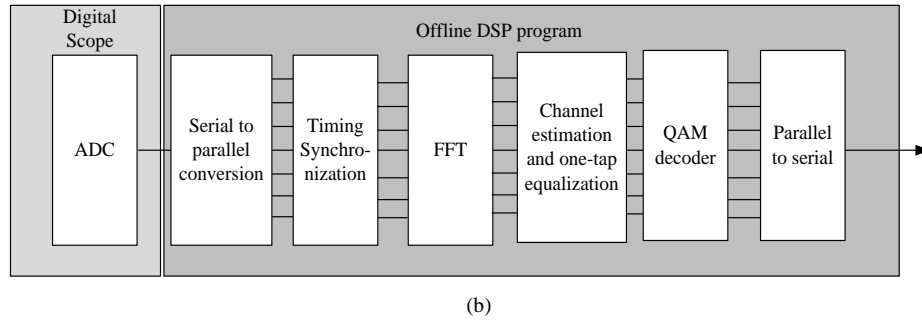 Digital
Scope
Offline DSP program
ADC
Serial to
parallel
conversion
Timing
Synchro-
nization
FFT
Channel
estimation
and one-tap
equalization
QAM
decoder
Parallel
to serial
(b)